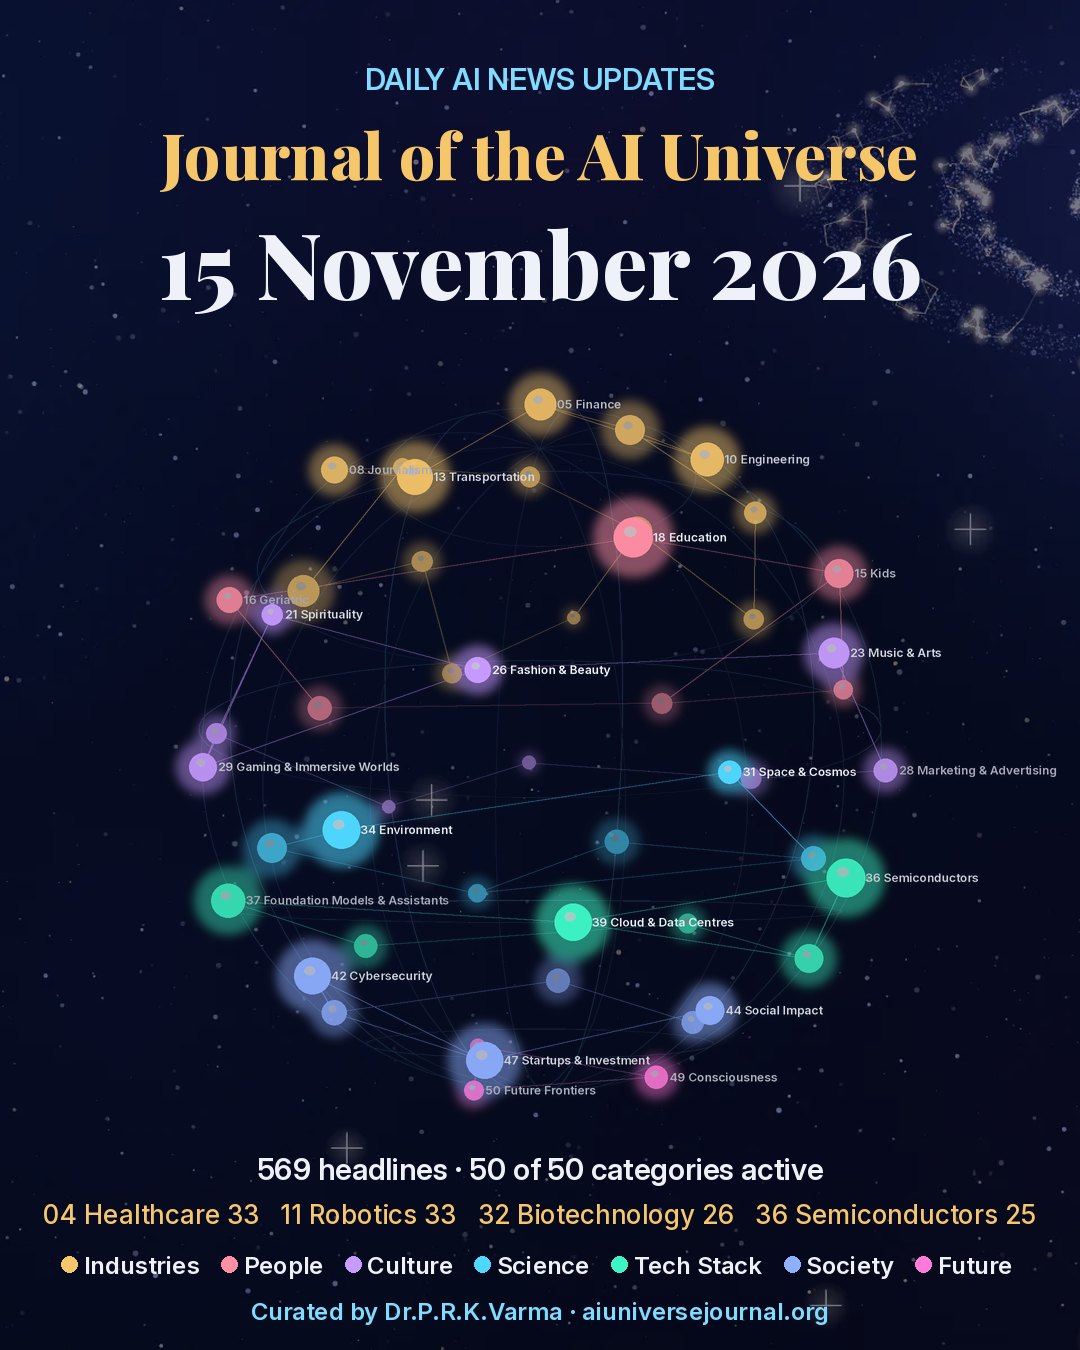 DAILY AI NEWS UPDATES
Journal of the AI Universe
15 November 2026
05 Finance
10 Engineering
08 Journalism
13 Transportation
18 Education
15 Kids
16 Geriatric
21 Spirituality
23 Music & Arts
26 Fashion & Beauty
29 Gaming & Immersive Worlds
31 Space & Cosmos
28 Marketing & Advertising
34 Environment
36 Semiconductors
37 Foundation Models & Assistants
39 Cloud & Data Centres
42 Cybersecurity
44 Social Impact
47 Startups & Investment
49 Consciousness
50 Future Frontiers
569 headlines · 50 of 50 categories active
04 Healthcare 33 11 Robotics 33 32 Biotechnology 26 36 Semiconductors 25
Industries People Culture Science Tech Stack Society Future
Curated by Dr.P.R.K.Varma · aiuniversejournal.org